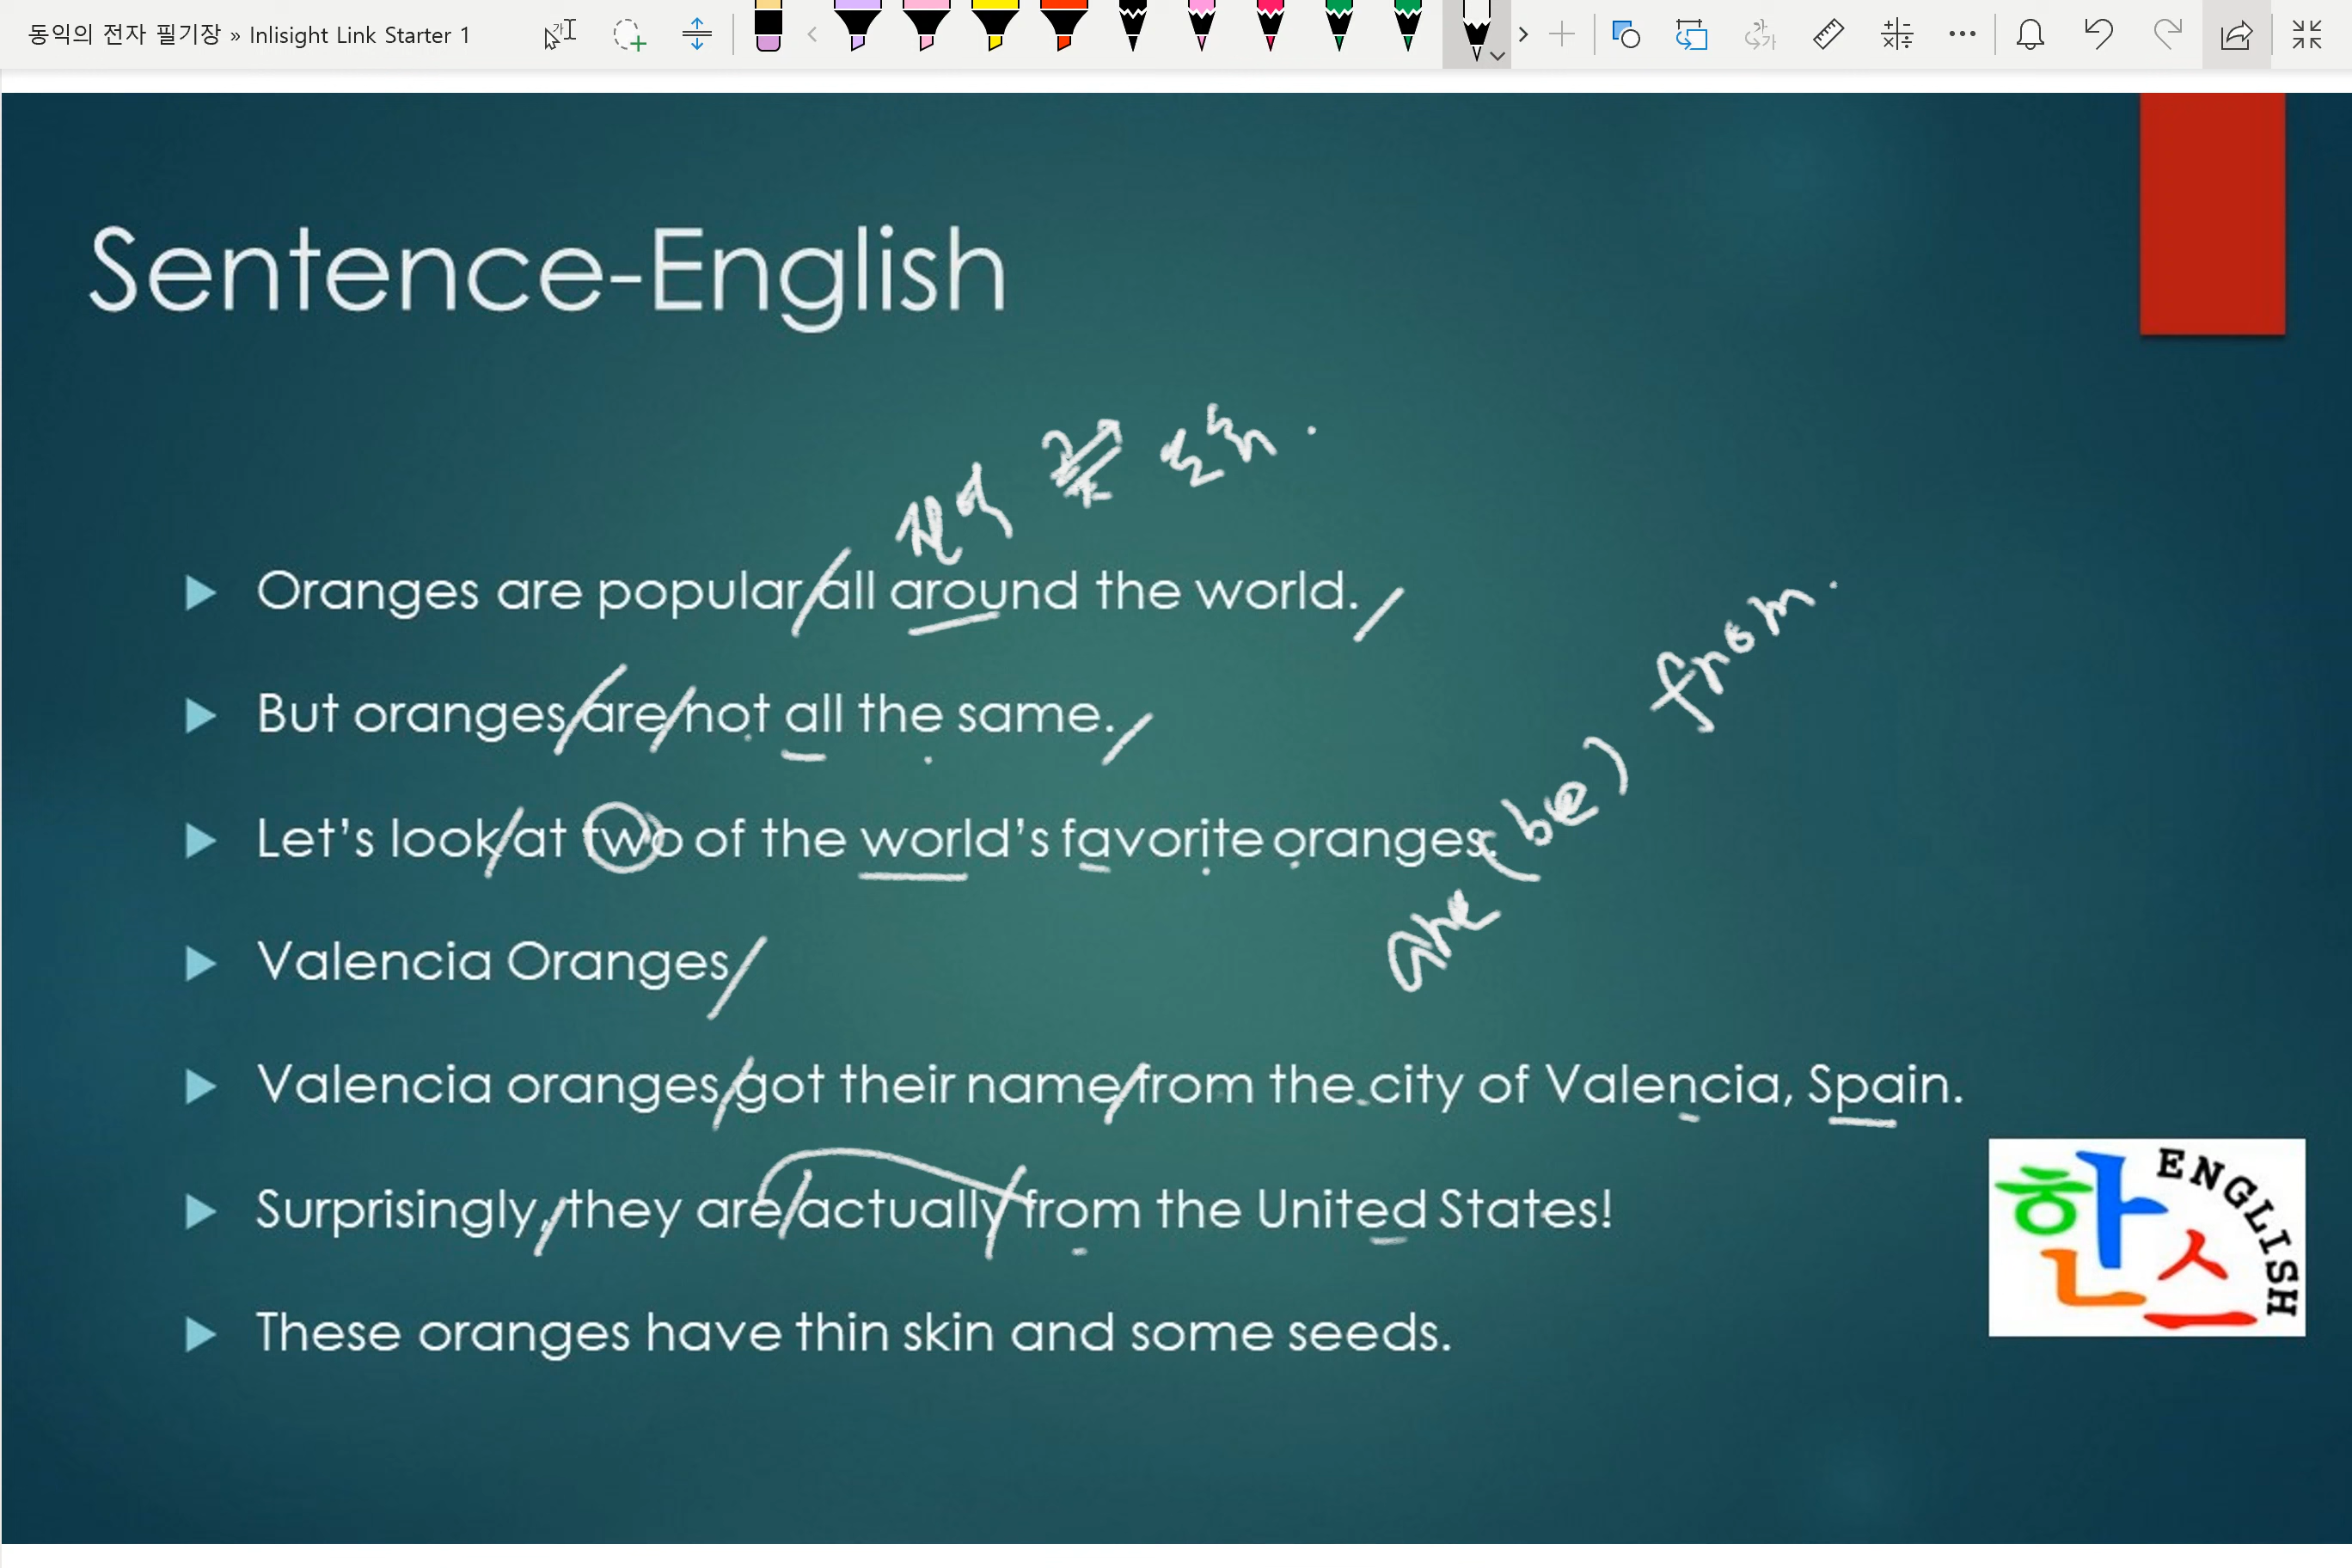 동익의 전자 필기장 » Inlisight Link Starter 1
Sentence-English
Oranges are popular all around the world.
But oranges are not all the same.
Let's look at two of the world's favorite oranges.
are (be) from.
Valencia Oranges
Valencia oranges got their name from the city of Valencia, Spain.
Surprisingly, they are actually from the United States!
These oranges have thin skin and some seeds.
한스 ENGLISH